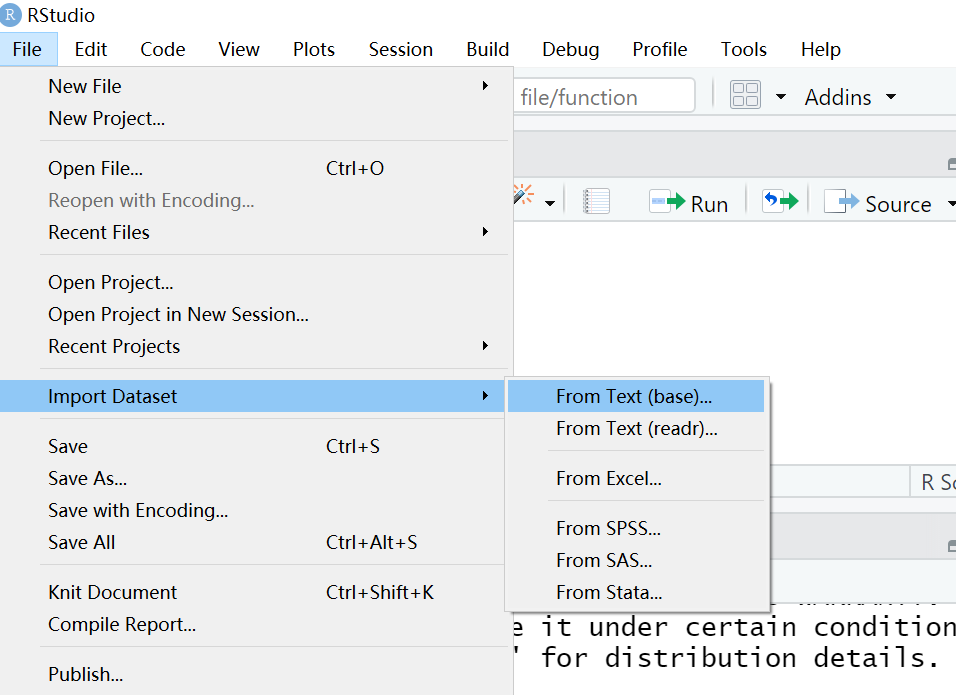 RStudio
File Edit Code View Plots Session Build Debug Profile Tools Help
file/function Addins
Run Source
New File
New Project...
Open File... Ctrl+O
Reopen with Encoding...
Recent Files
Open Project...
Open Project in New Session...
Recent Projects
Import Dataset
From Text (base)...
From Text (readr)...
From Excel...
From SPSS...
From SAS...
From Stata...
Save Ctrl+S
Save As...
Save with Encoding...
Save All Ctrl+Alt+S
Knit Document Ctrl+Shift+K
Compile Report...
Publish...
R
it under certain condition
' for distribution details.